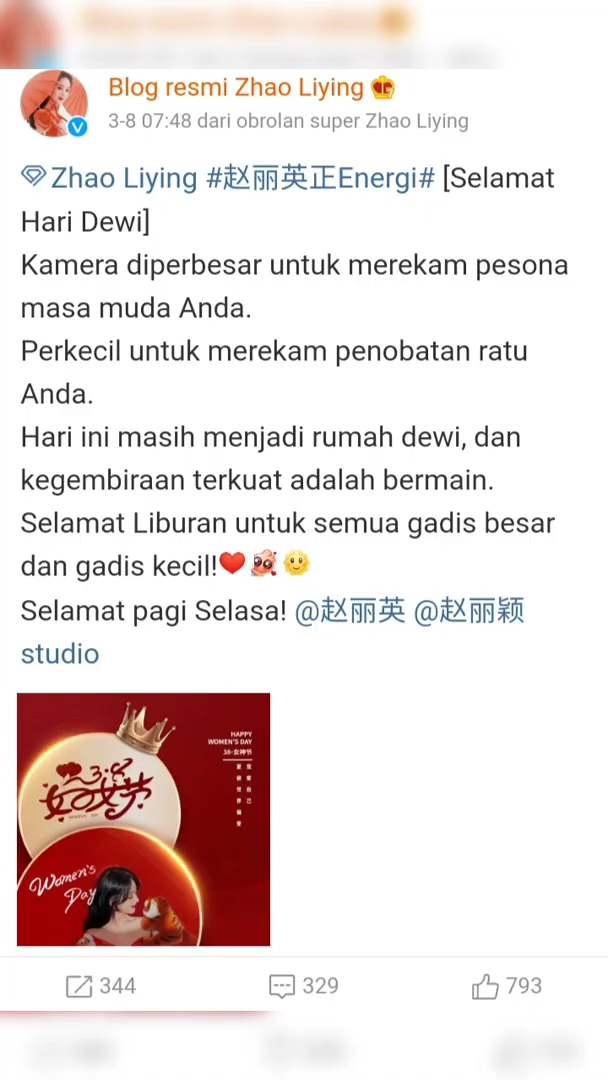 Blog resmi Zhao Liying
3-8 07:48 dari obrolan super Zhao Liying
Zhao Liying #赵丽英正Energi# [Selamat
Hari Dewi]
Kamera diperbesar untuk merekam pesona
masa muda Anda.
Perkecil untuk merekam penobatan ratu
Anda.
Hari ini masih menjadi rumah dewi, dan
kegembiraan terkuat adalah bermain.
Selamat Liburan untuk semua gadis besar
dan gadis kecil!❤️
Selamat pagi Selasa! @赵丽英 @赵丽颖
studio
HAPPY
WOMEN'S DAY
38-女神节
3.8
女神节
Women's
Day
344
329
793